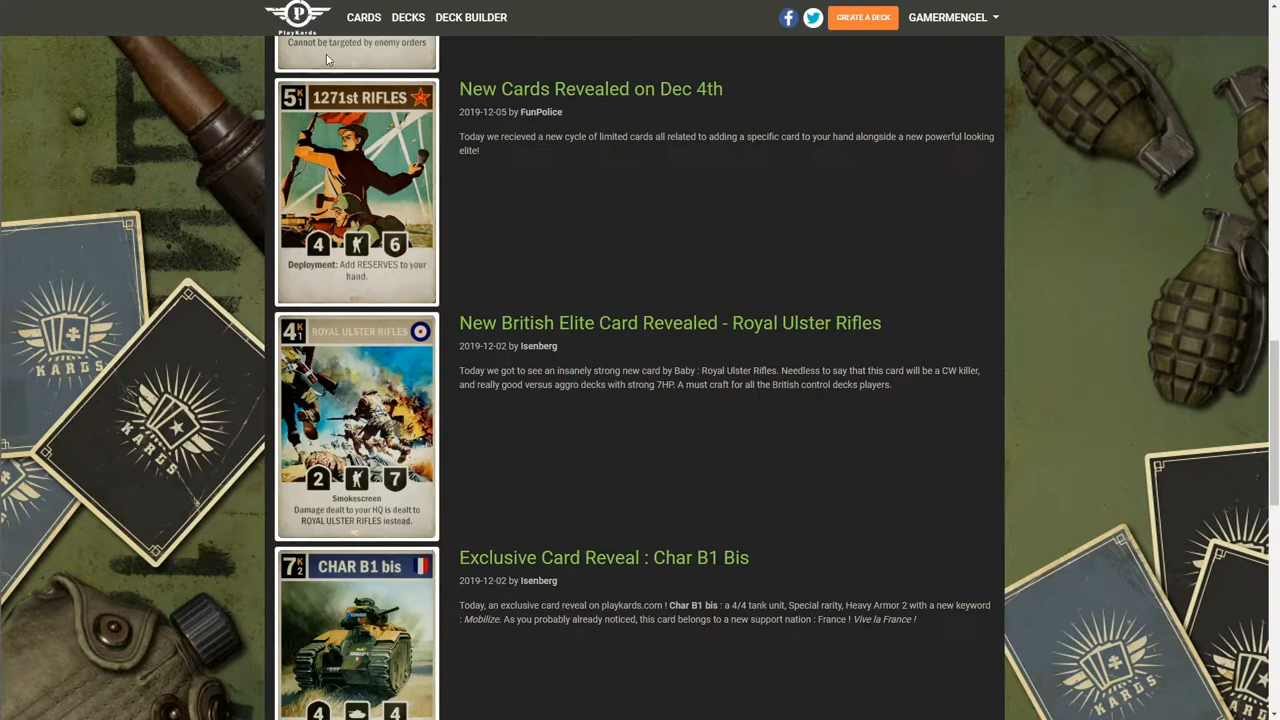 P
PlayKards
CARDS DECKS DECK BUILDER
CREATE A DECK
GAMERMENGEL
Cannot be targeted by enemy orders
5 K 1 1271st RIFLES
4 6
Deployment: Add RESERVES to your
hand.
New Cards Revealed on Dec 4th
2019-12-05 by FunPolice
Today we recieved a new cycle of limited cards all related to adding a specific card to your hand alongside a new powerful looking
elite!
4 K 1 ROYAL ULSTER RIFLES
2 7
Smokescreen
Damage dealt to your HQ is dealt to
ROYAL ULSTER RIFLES instead.
New British Elite Card Revealed - Royal Ulster Rifles
2019-12-02 by Isenberg
Today we got to see an insanely strong new card by Baby : Royal Ulster Rifles. Needless to say that this card will be a CW killer,
and really good versus aggro decks with strong 7HP. A must craft for all the British control decks players.
7 K 2 CHAR B1 bis
4 4
Exclusive Card Reveal : Char B1 Bis
2019-12-02 by Isenberg
Today, an exclusive card reveal on playkards.com ! Char B1 bis : a 4/4 tank unit, Special rarity, Heavy Armor 2 with a new keyword
: Mobilize. As you probably already noticed, this card belongs to a new support nation : France ! Vive la France !
KARDS
KARDS
KARDS
KARDS